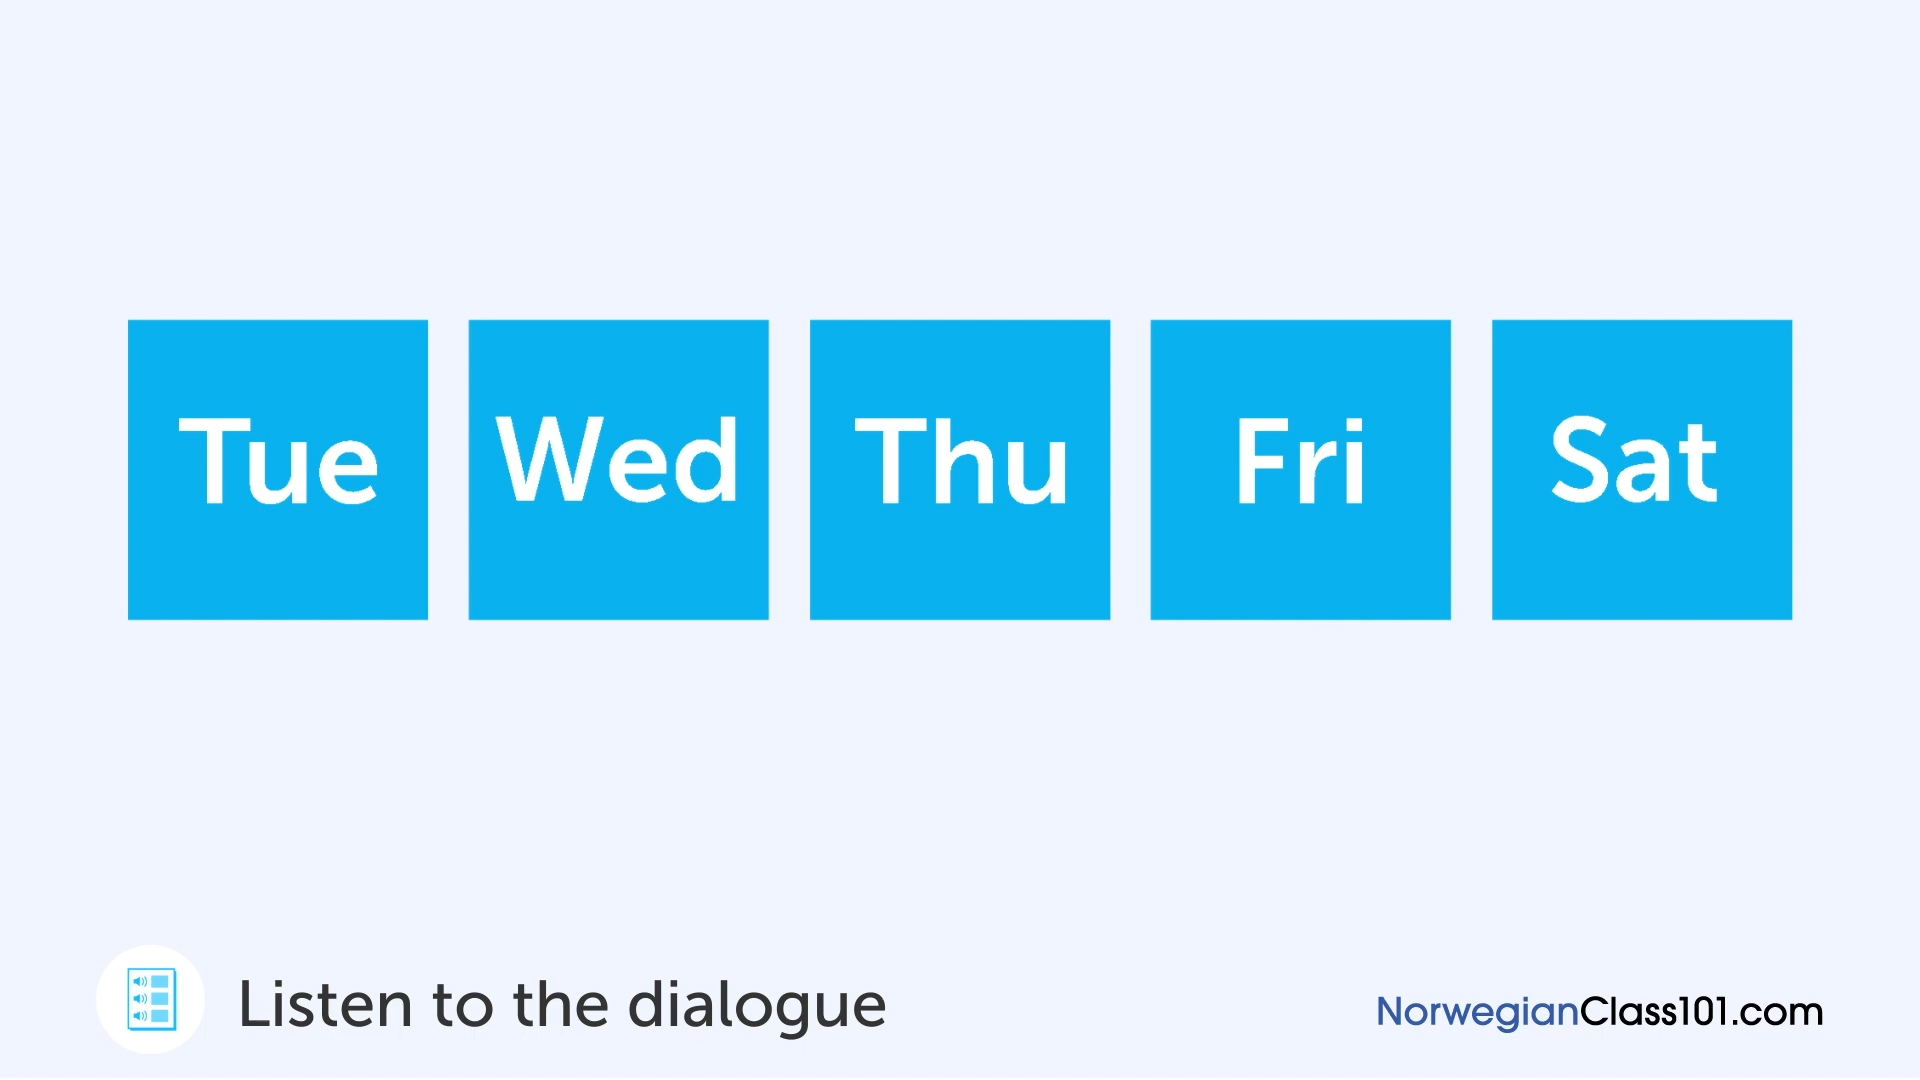 Tue Wed Thu Fri Sat
Listen to the dialogue
NorwegianClass101.com